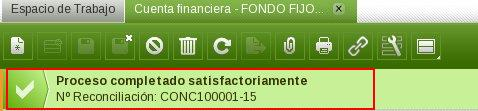 Espacio de Trabajo
Cuenta financiera - FONDO FIJO...
Proceso completado satisfactoriamente
Nº Reconciliación: CONC100001-15